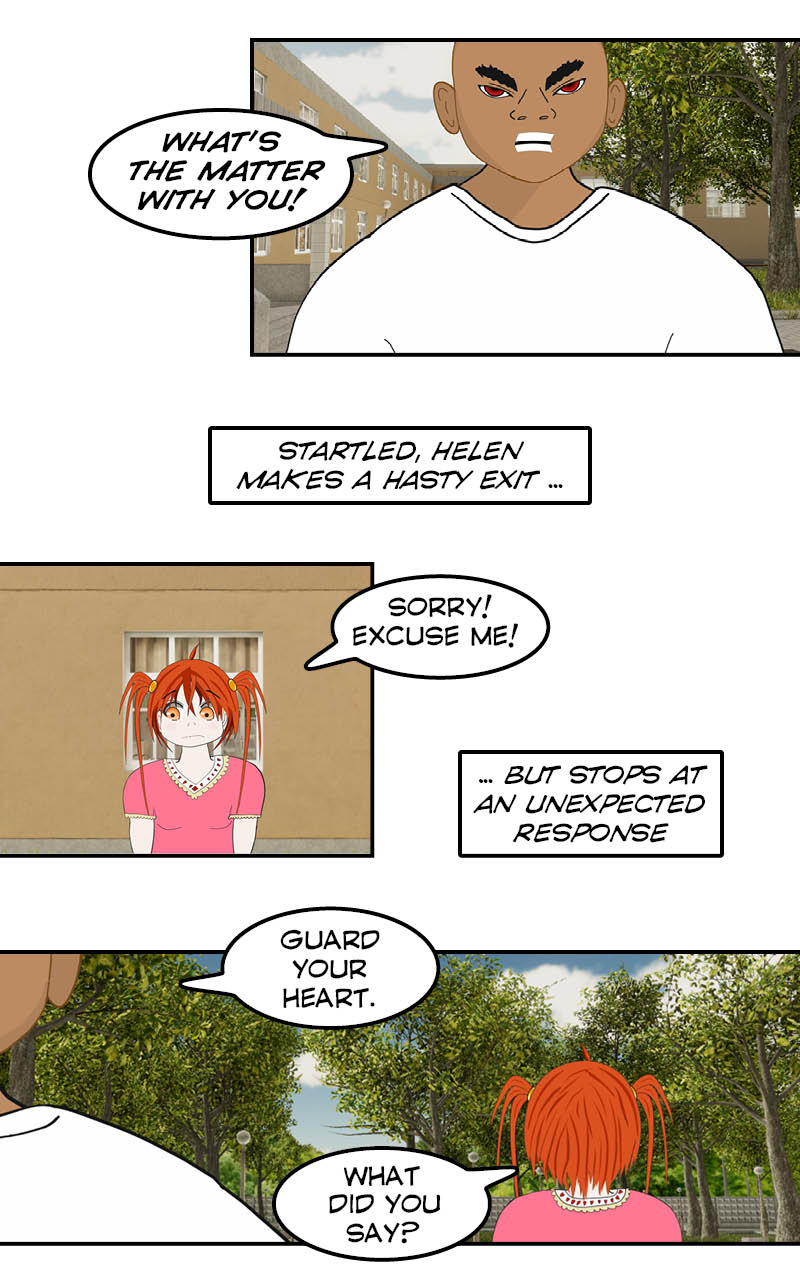 WHAT'S
THE MATTER
WITH YOU!
STARTLED, HELEN
MAKES A HASTY EXIT ...
SORRY!
EXCUSE ME!
... BUT STOPS AT
AN UNEXPECTED
RESPONSE
GUARD
YOUR
HEART.
WHAT
DID YOU
SAY?